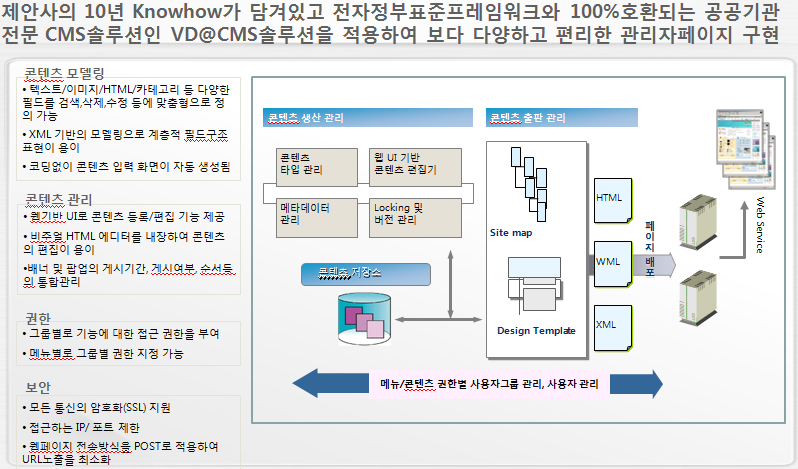 제안사의 10년 Knowhow가 담겨있고 전자정부표준프레임워크와 100%호환되는 공공기관
전문 CMS솔루션인 VD@CMS솔루션을 적용하여 보다 다양하고 편리한 관리자페이지 구현
콘텐츠 모델링
• 텍스트/이미지/HTML/카테고리 등 다양한
필드를 검색,삭제,수정 등에 맞춤형으로 정
의 가능
• XML 기반의 모델링으로 계층적 필드구조
표현이 용이
• 코딩없이 콘텐츠 입력 화면이 자동 생성됨
콘텐츠 관리
• 웹기반 UI로 콘텐츠 등록/편집 기능 제공
• 비주얼 HTML 에디터를 내장하여 콘텐츠
의 편집이 용이
•배너 및 팝업의 게시기간, 게시여부, 순서등
의 통합관리
권한
• 그룹별로 기능에 대한 접근 권한을 부여
• 메뉴별로 그룹별 권한 지정 가능
보안
• 모든 통신의 암호화(SSL) 지원
• 접근하는 IP/ 포트 제한
• 웹페이지 전송방식을 POST로 적용하여
URL노출을 최소화
콘텐츠 생산 관리
콘텐츠
타입 관리
웹 UI 기반
콘텐츠 편집기
메타데이터
관리
Locking 및
버전 관리
콘텐츠 저장소
콘텐츠 출판 관리
Site map
Design Template
HTML
WML
XML
페이지 배포
Web Service
메뉴/콘텐츠 권한별 사용자그룹 관리, 사용자 관리